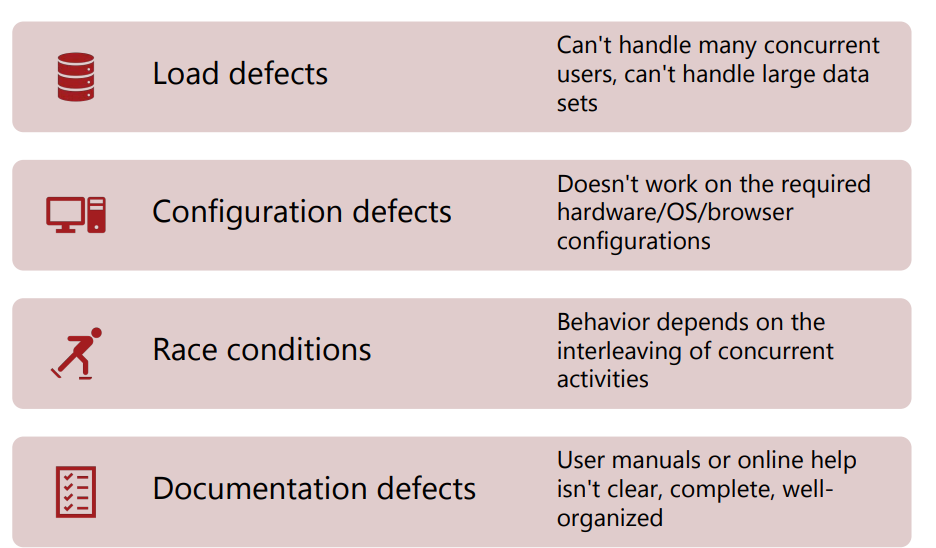 Load defects
Can't handle many concurrent
users, can't handle large data
sets
Configuration defects
Doesn't work on the required
hardware/OS/browser
configurations
Race conditions
Behavior depends on the
interleaving of concurrent
activities
Documentation defects
User manuals or online help
isn't clear, complete, well-
organized